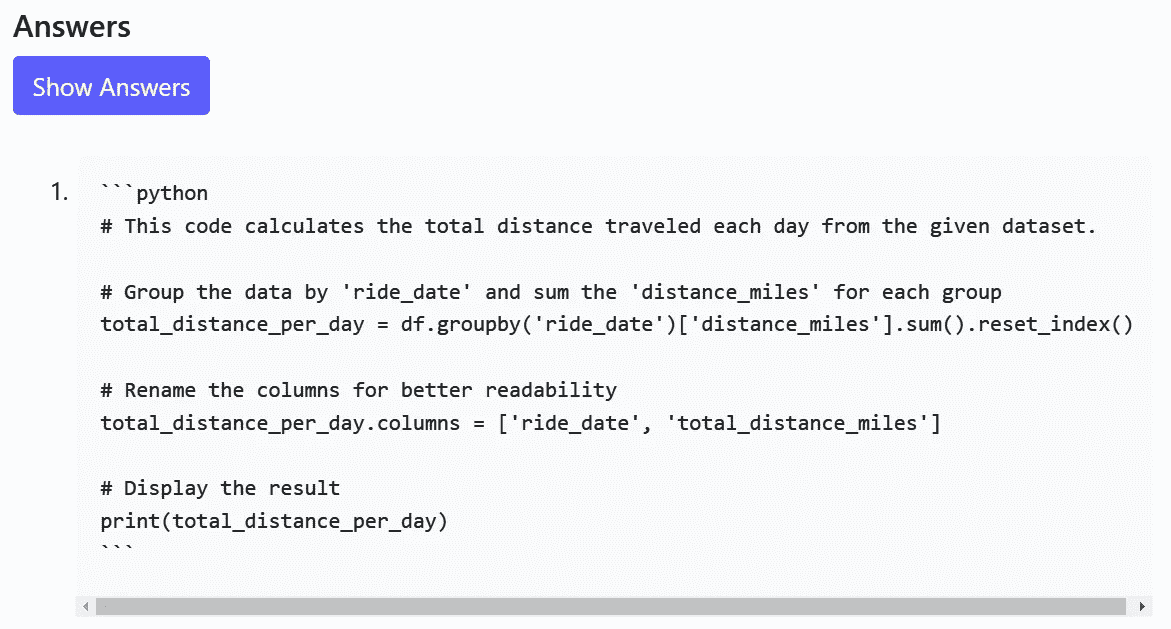 Answers
Show Answers
1.
```python
# This code calculates the total distance traveled each day from the given dataset.
# Group the data by 'ride_date' and sum the 'distance_miles' for each group
total_distance_per_day = df.groupby('ride_date')['distance_miles'].sum().reset_index()
# Rename the columns for better readability
total_distance_per_day.columns = ['ride_date', 'total_distance_miles']
# Display the result
print(total_distance_per_day)
```